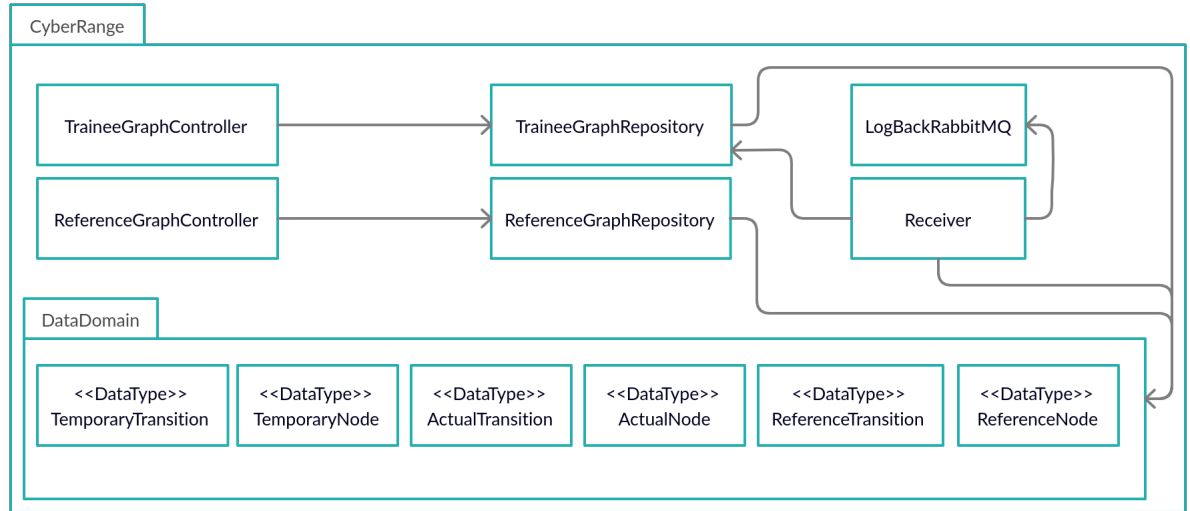 CyberRange
TraineeGraphController
TraineeGraphRepository
LogBackRabbitMQ
ReferenceGraphController
ReferenceGraphRepository
Receiver
DataDomain
<<DataType>>
TemporaryTransition
<<DataType>>
TemporaryNode
<<DataType>>
ActualTransition
<<DataType>>
ActualNode
<<DataType>>
ReferenceTransition
<<DataType>>
ReferenceNode